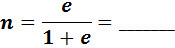 n = e / (1 + e) = ______